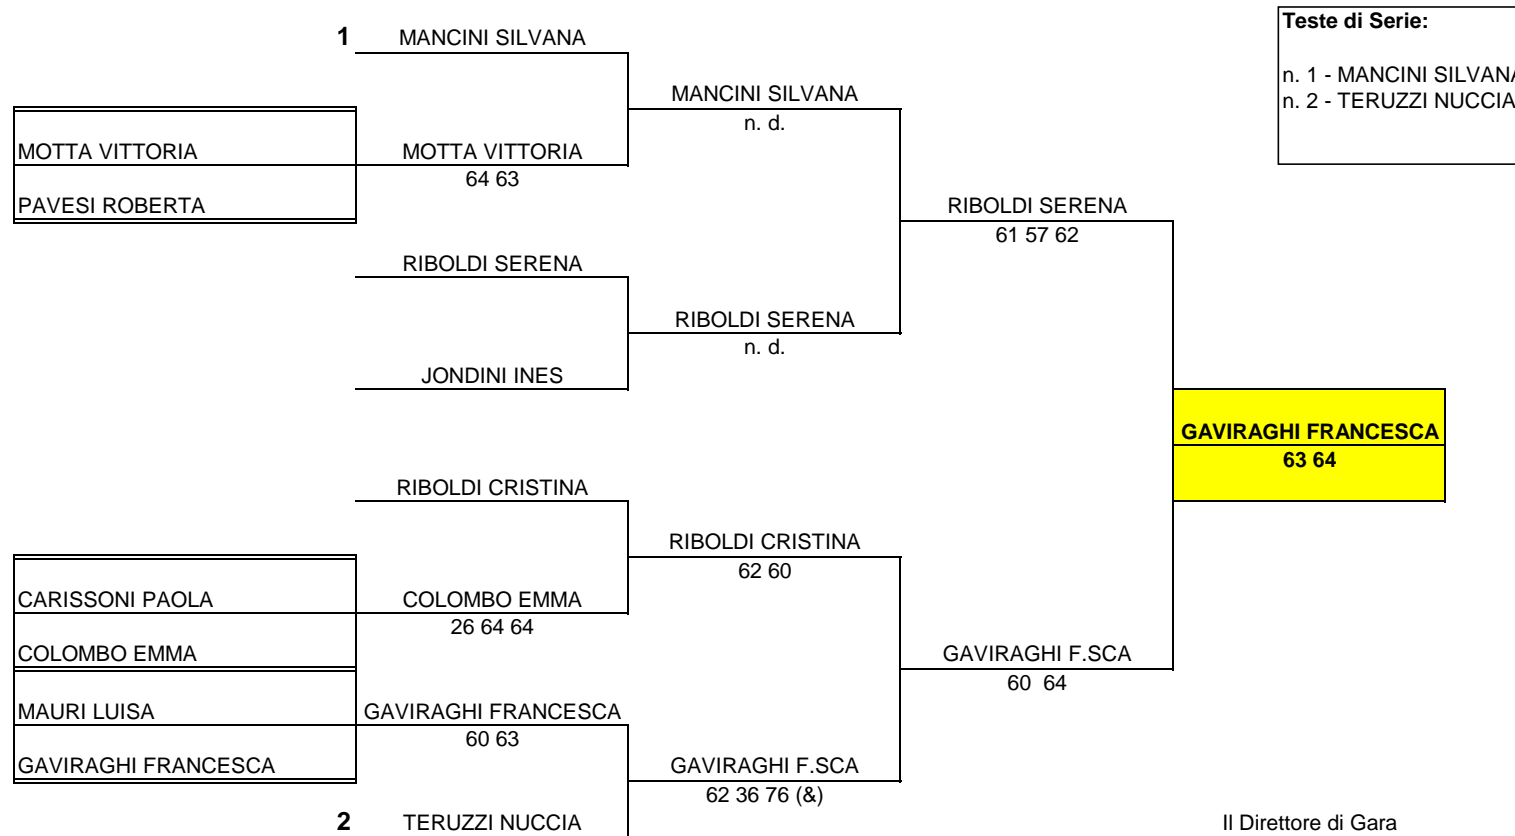 Teste di Serie:
1 MANCINI SILVANA
n. 1 - MANCINI SILVANA
MANCINI SILVANA
n. 2 - TERUZZI NUCCIA
n. d.
MOTTA VITTORIA
MOTTA VITTORIA
64 63
PAVESI ROBERTA
RIBOLDI SERENA
61 57 62
RIBOLDI SERENA
RIBOLDI SERENA
n. d.
JONDINI INES
GAVIRAGHI FRANCESCA
63 64
RIBOLDI CRISTINA
RIBOLDI CRISTINA
62 60
CARISSONI PAOLA
COLOMBO EMMA
26 64 64
COLOMBO EMMA
GAVIRAGHI F.SCA
60 64
MAURI LUISA
GAVIRAGHI FRANCESCA
60 63
GAVIRAGHI FRANCESCA
GAVIRAGHI F.SCA
62 36 76 (&)
2 TERUZZI NUCCIA
Il Direttore di Gara